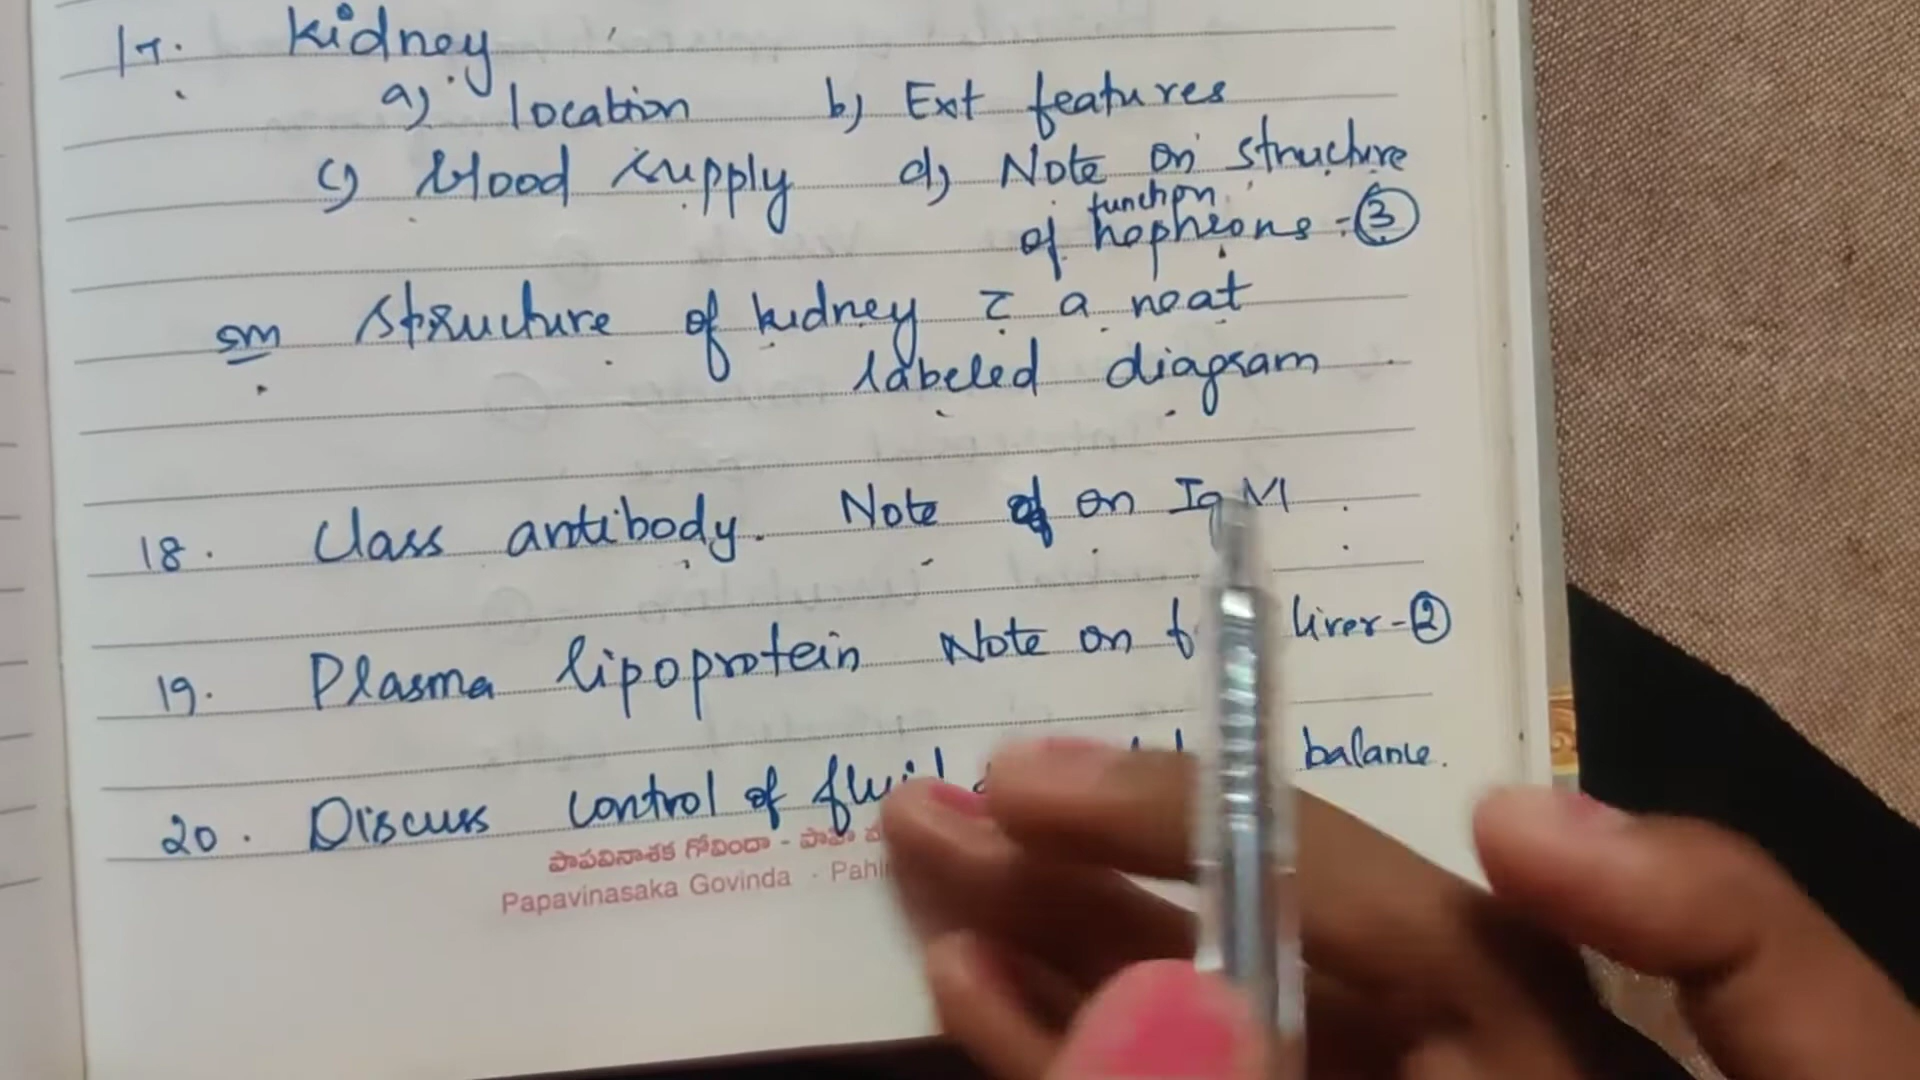 17. Kidney
a) location b) Ext features
c) blood supply d) Note on structure
function
of nephrons - 3
sm structure of kidney c̄ a neat
labeled diagram
18. Class antibody. Note on IgM
19. Plasma lipoprotein Note on liver - 2
20. Discuss control of fluid balance.
పాపవినాశక గోవిందా - పాహి
Papavinasaka Govinda -